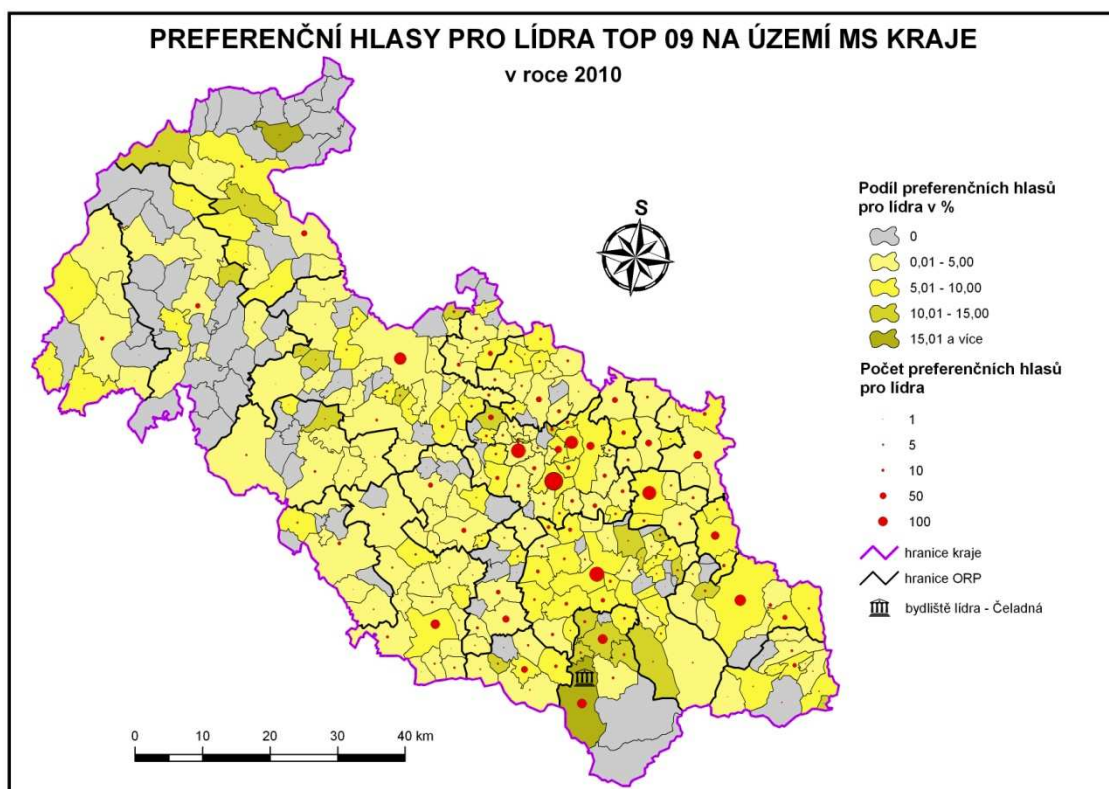 PREFERENČNÍ HLASY PRO LÍDRA TOP 09 NA ÚZEMÍ MS KRAJE
v roce 2010
S
Podíl preferenčních hlasů
pro lídra v %
0
0,01 - 5,00
5,01 - 10,00
10,01 - 15,00
15,01 a více
Počet preferenčních hlasů
pro lídra
1
5
10
50
100
hranice kraje
hranice ORP
bydliště lídra - Čeladná
0 10 20 30 40 km